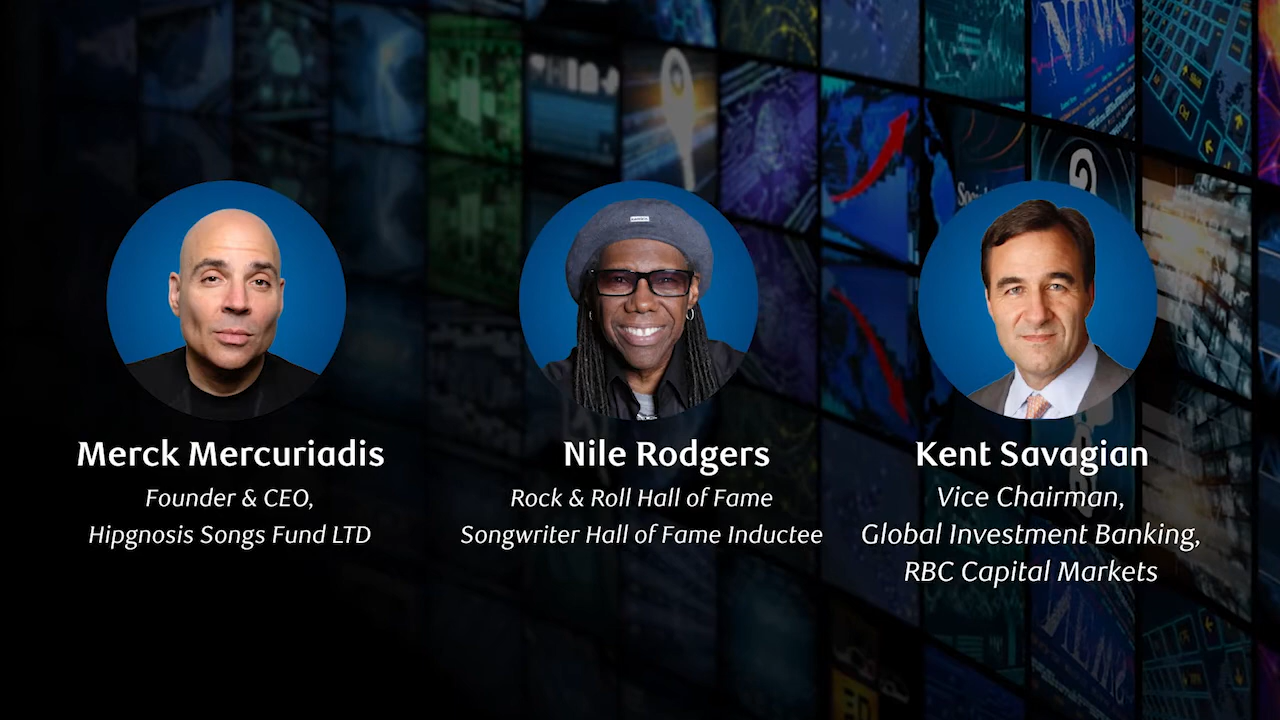 NEWS
Merck Mercuriadis
Founder & CEO,
Hipgnosis Songs Fund LTD
Nile Rodgers
Rock & Roll Hall of Fame
Songwriter Hall of Fame Inductee
Kent Savagian
Vice Chairman,
Global Investment Banking,
RBC Capital Markets